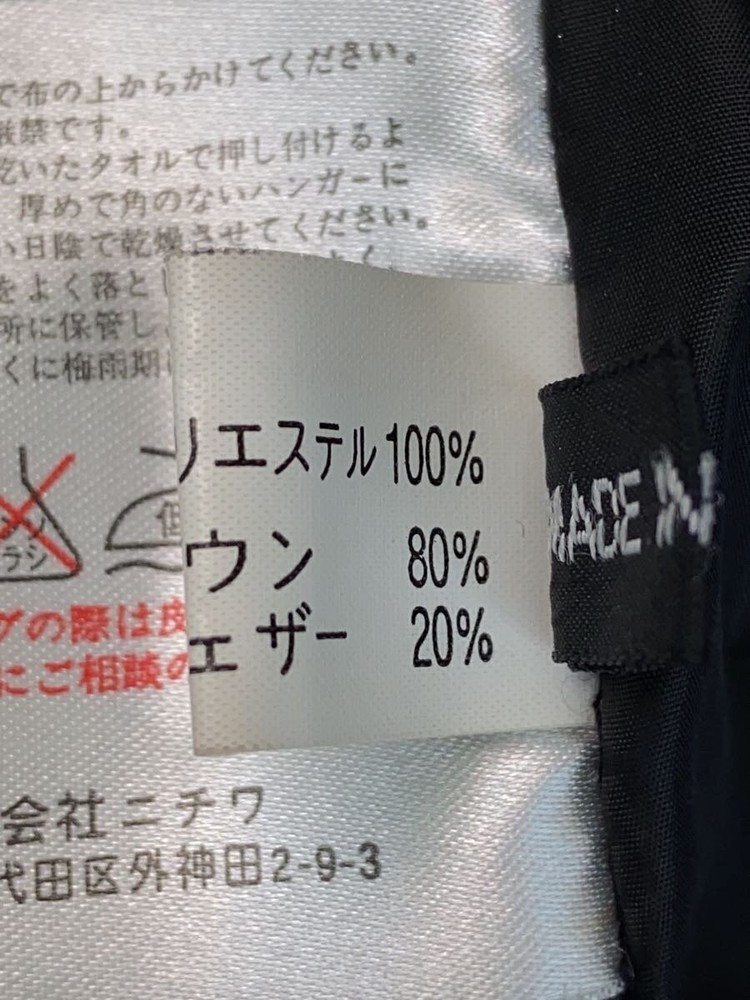 で布の上からかけてください。
厳禁です。
乾いたタオルで押し付けるよ
厚めで角のないハンガーに
い日陰で乾燥させてください。
をよく落とし
所に保管し
くに梅雨期
リエステル100%
ウン 80%
ェザー 20%
MADE IN
ラシ
低
グの際は皮
にご相談の
会社ニチワ
代田区外神田2-9-3